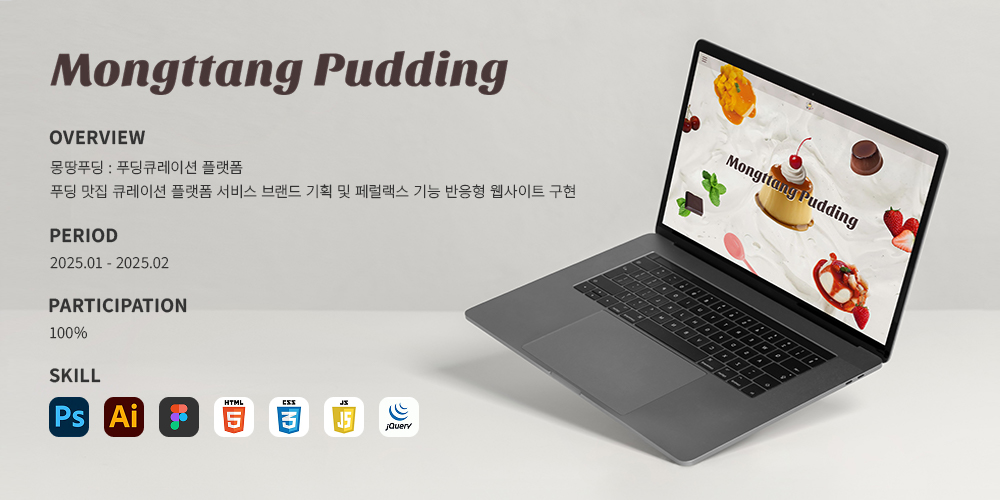 Mongttang Pudding
OVERVIEW
몽땅푸딩 : 푸딩큐레이션 플랫폼
푸딩 맛집 큐레이션 플랫폼 서비스 브랜드 기획 및 페럴랙스 기능 반응형 웹사이트 구현
PERIOD
2025.01 - 2025.02
PARTICIPATION
100%
SKILL
Ps
Ai
HTML
5
CSS
3
JS
JS
jQuery
Mongttang Pudding